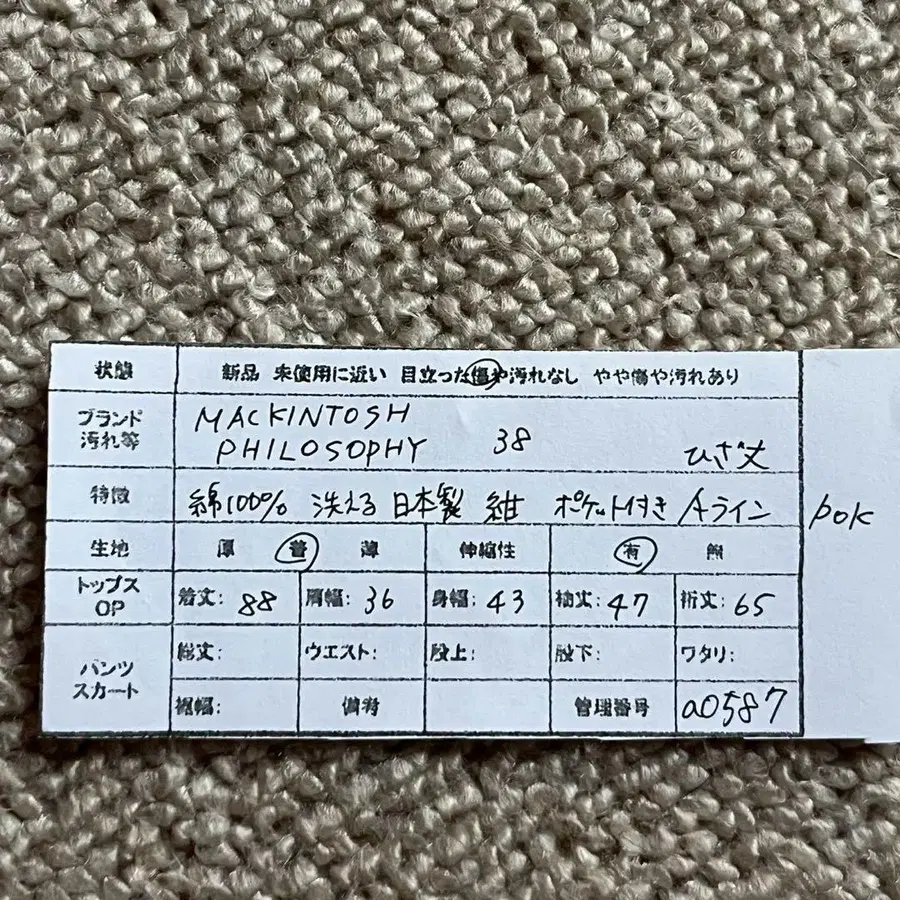 状態 新品 未使用に近い 目立った傷や汚れなし やや傷や汚れあり
ブランド 汚れ等 MACKINTOSH PHILOSOPHY 38 ひざ丈
特徴 綿100% 洗える 日本製 紺 ポケット付き Aライン
pok
生地 厚 普 薄 伸縮性 有 無
トップス OP 着丈: 88 肩幅: 36 身幅: 43 袖丈: 47 裄丈: 65
パンツ スカート 総丈: ウエスト: 股上: 股下: ワタリ:
裾幅: 備考 管理番号 a0587